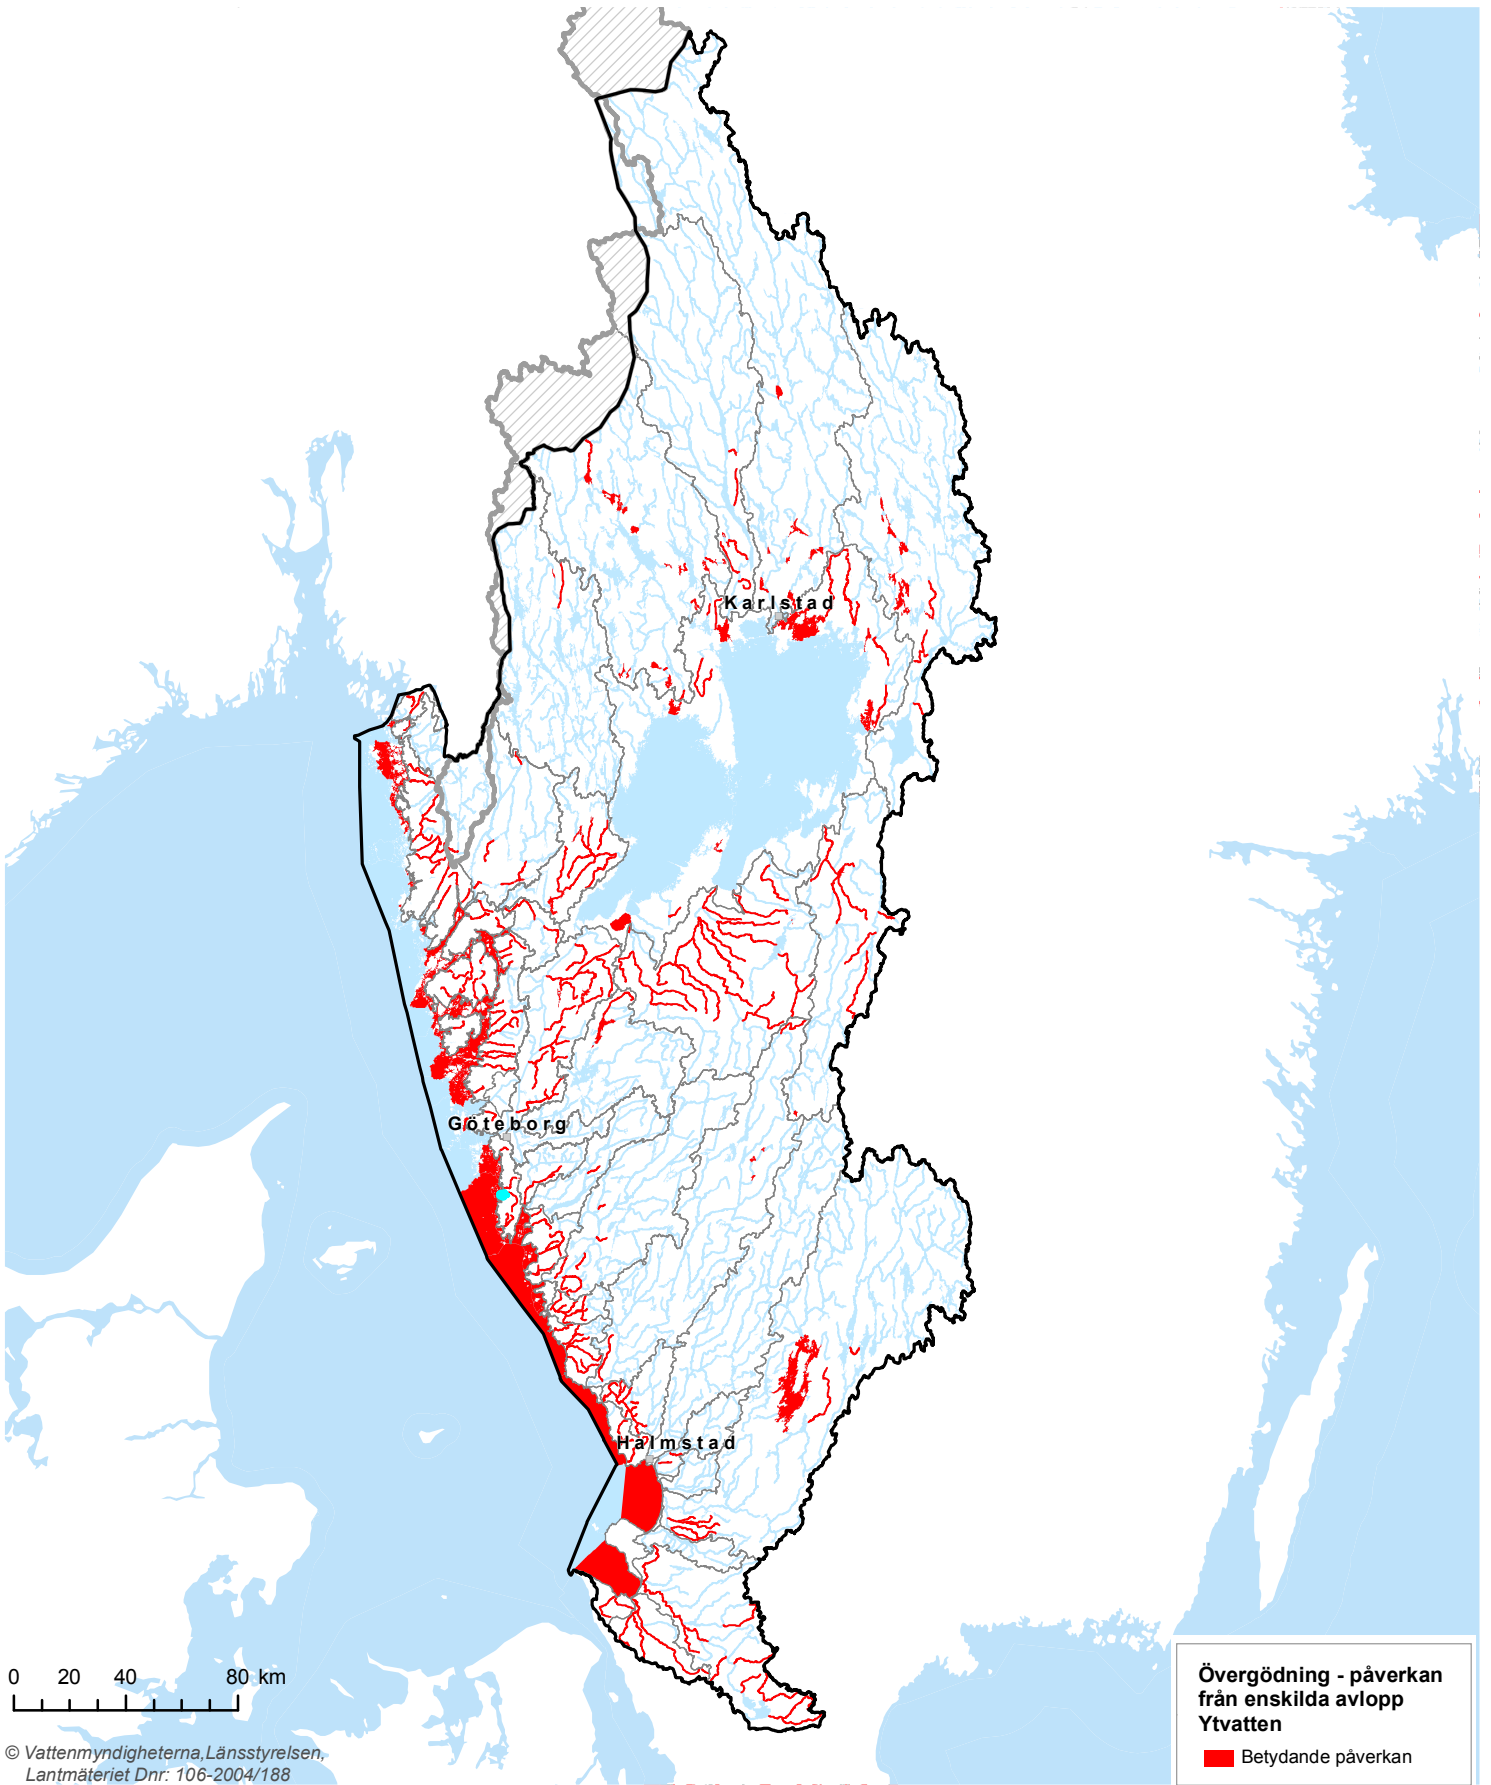 Karlstad
Göteborg
Halmstad
0 20 40 80 km
© Vattenmyndigheterna,Länsstyrelsen,
Lantmäteriet Dnr: 106-2004/188
Övergödning - påverkan
från enskilda avlopp
Ytvatten
Betydande påverkan